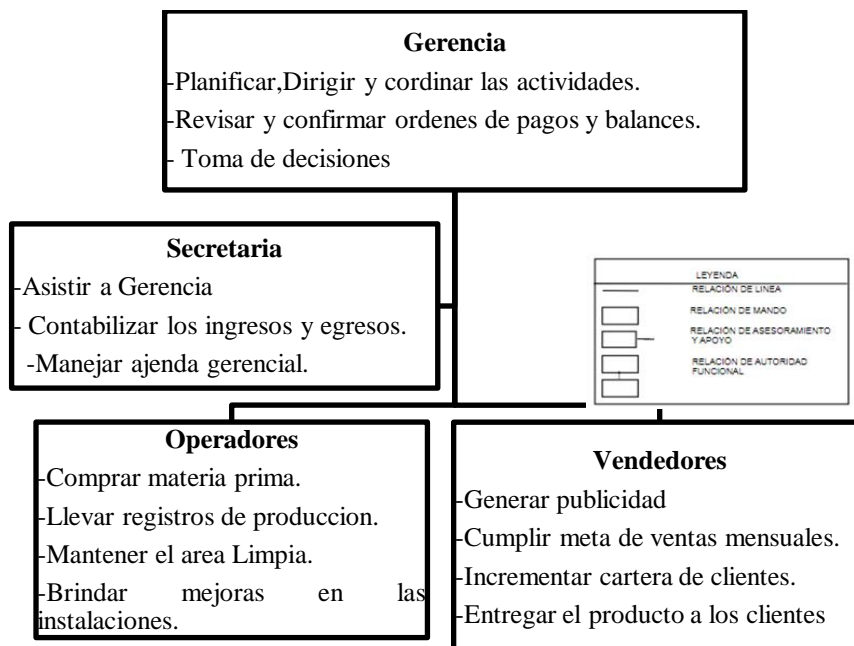 Gerencia
-Planificar,Dirigir y cordinar las actividades.
-Revisar y confirmar ordenes de pagos y balances.
- Toma de decisiones
Secretaria
-Asistir a Gerencia
- Contabilizar los ingresos y egresos.
-Manejar ajenda gerencial.
LEYENDA
RELACIÓN DE LINEA
RELACIÓN DE MANDO
RELACIÓN DE ASESORAMIENTO
Y APOYO
RELACIÓN DE AUTORIDAD
FUNCIONAL
Operadores
-Comprar materia prima.
-Llevar registros de produccion.
-Mantener el area Limpia.
-Brindar mejoras en las
instalaciones.
Vendedores
-Generar publicidad
-Cumplir meta de ventas mensuales.
-Incrementar cartera de clientes.
-Entregar el producto a los clientes